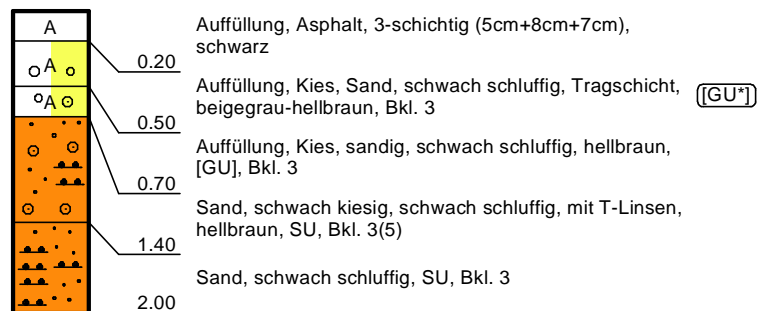 A
Auffüllung, Asphalt, 3-schichtig (5cm+8cm+7cm),
schwarz
0.20
A
Auffüllung, Kies, Sand, schwach schluffig, Tragschicht,
beigegrau-hellbraun, Bkl. 3
[GU*]
0.50
A
Auffüllung, Kies, sandig, schwach schluffig, hellbraun,
[GU], Bkl. 3
0.70
Sand, schwach kiesig, schwach schluffig, mit T-Linsen,
hellbraun, SU, Bkl. 3(5)
1.40
Sand, schwach schluffig, SU, Bkl. 3
2.00